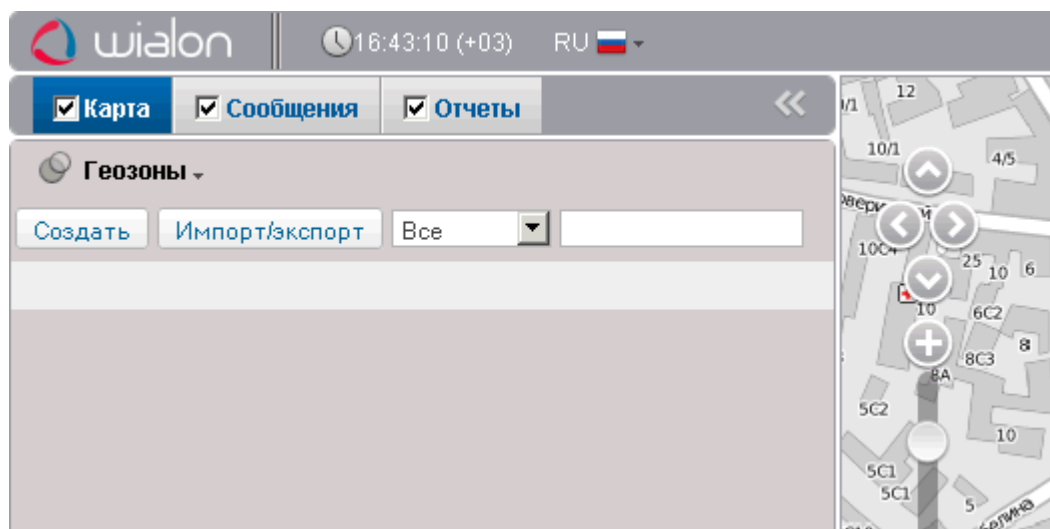 wialon
16:43:10 (+03)
RU
Карта
Сообщения
Отчеты
Геозоны
Создать
Импорт/экспорт
Все
12
10/1
4/5
10С4
25
10
6
10
6С2
8
8С3
8А
5С2
10
5С1
5С1
5